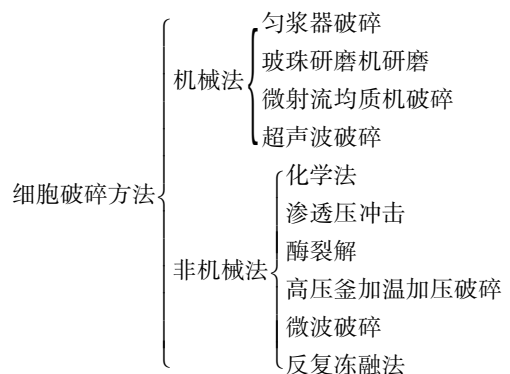 细胞破碎方法
机械法
匀浆器破碎
玻珠研磨机研磨
微射流均质机破碎
超声波破碎
非机械法
化学法
渗透压冲击
酶裂解
高压釜加温加压破碎
微波破碎
反复冻融法